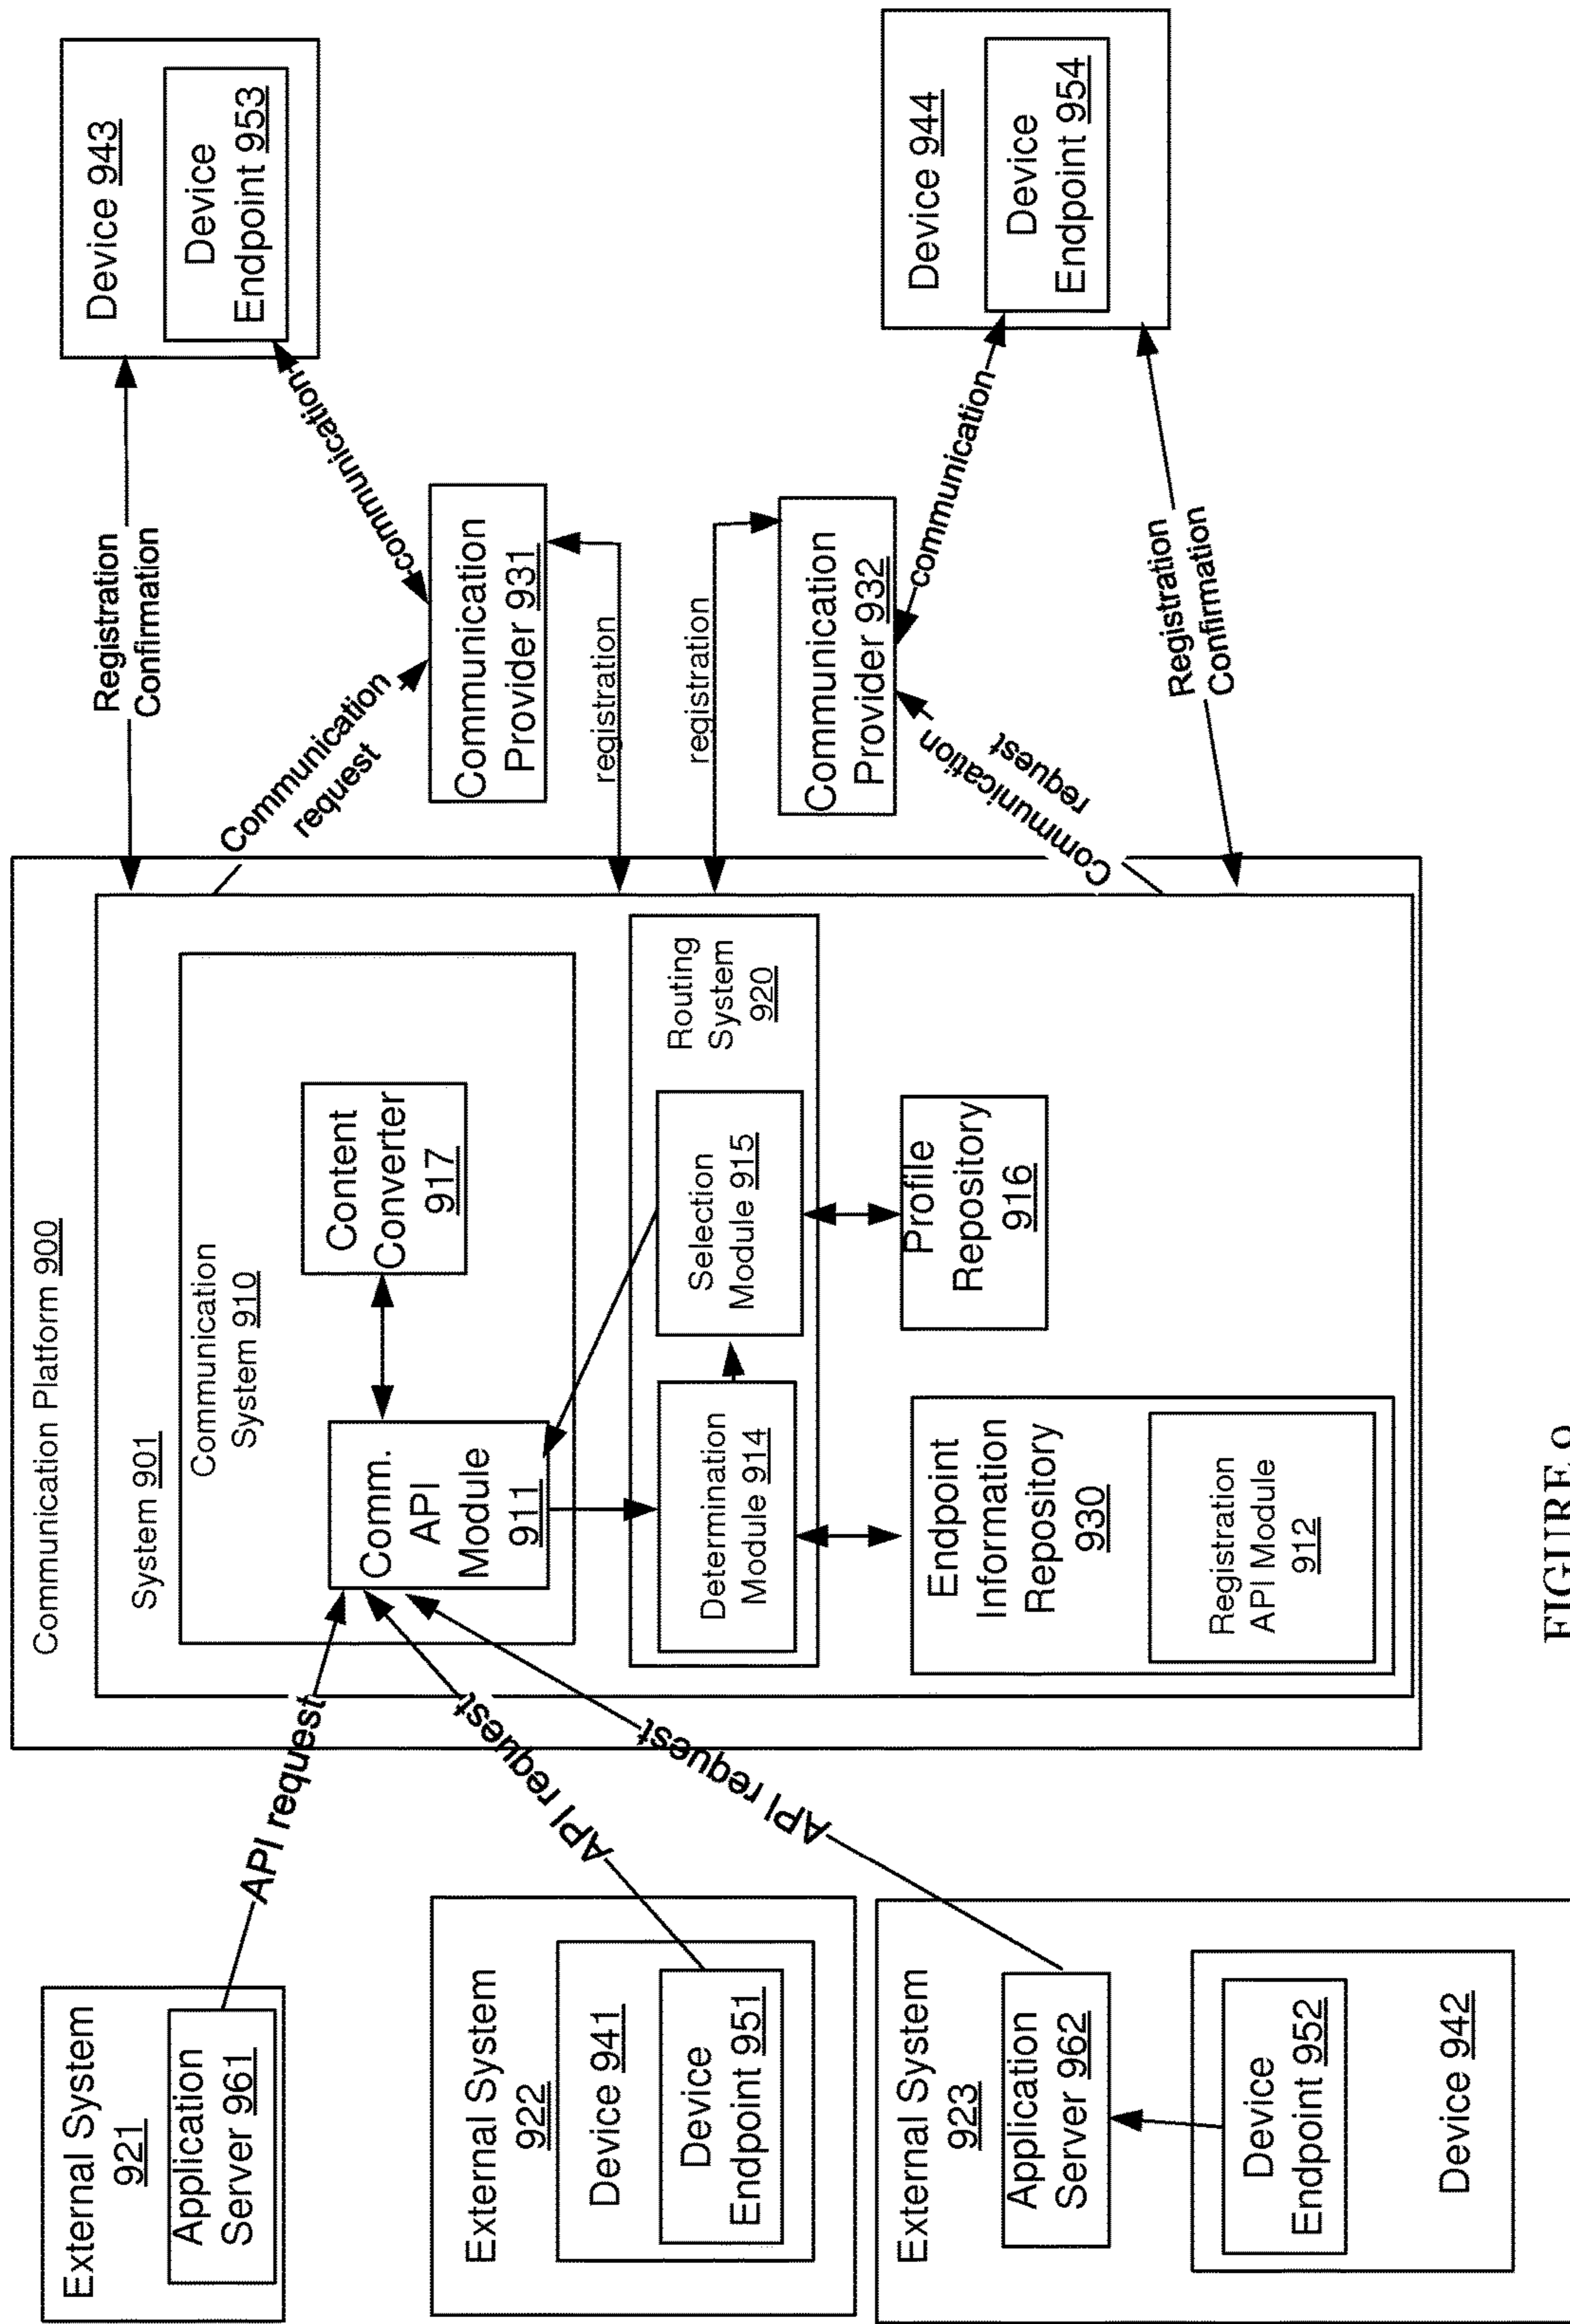 Communication Platform 900
System 901
Communication
System 910
Comm.
API
Module
911
Content
Converter
917
Routing
System
920
Determination
Module 914
Selection
Module 915
Endpoint
Information
Repository
930
Registration
API Module
912
Profile
Repository
916
External System
921
Application
Server 961
API request
External System
922
Device 941
Device
Endpoint 951
API request
External System
923
Application
Server 962
API request
Device
Endpoint 952
Device 942
Registration
Confirmation
Communication
request
Communication
Provider 931
registration
communication
Device 943
Device
Endpoint 953
registration
Communication
Provider 932
Communication
request
communication
Registration
Confirmation
Device 944
Device
Endpoint 954
FIGURE 9